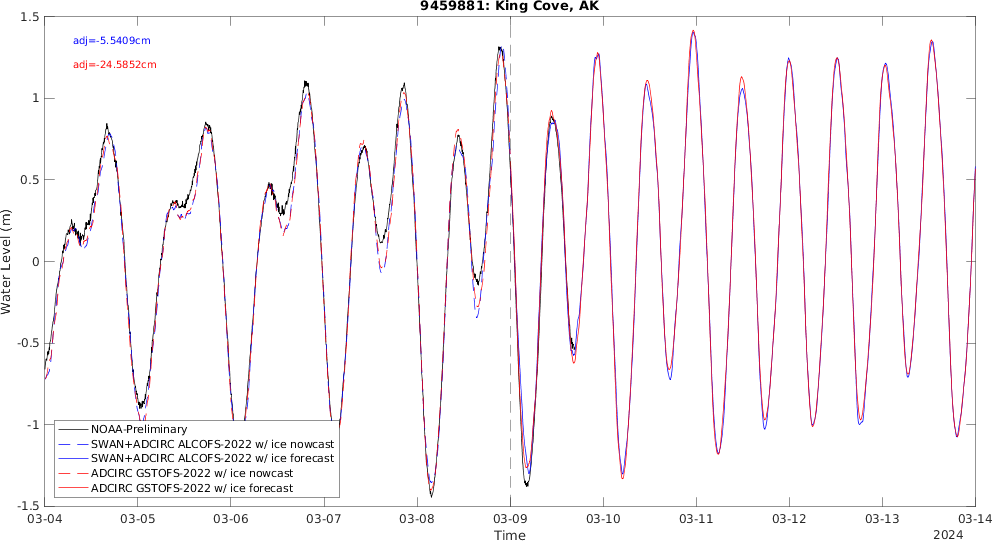 9459881: King Cove, AK
adj=-5.5409cm
adj=-24.5852cm
1.5
1
0.5
0
-0.5
-1
-1.5
Water Level (m)
NOAA-Preliminary
SWAN+ADCIRC ALCOFS-2022 w/ ice nowcast
SWAN+ADCIRC ALCOFS-2022 w/ ice forecast
ADCIRC GSTOFS-2022 w/ ice nowcast
ADCIRC GSTOFS-2022 w/ ice forecast
03-04 03-05 03-06 03-07 03-08 03-09 03-10 03-11 03-12 03-13 03-14
Time
2024